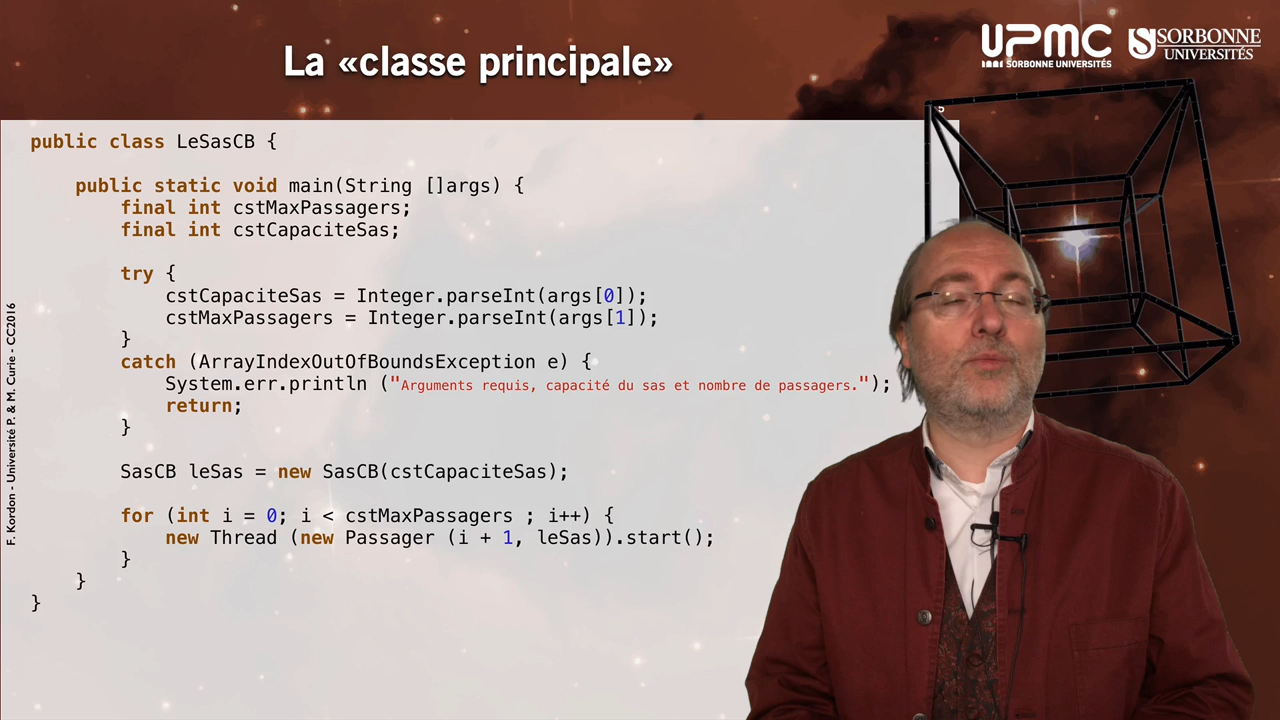 La «classe principale»
UPMC
SORBONNE UNIVERSITÉS
SORBONNE
UNIVERSITÉS
public class LeSasCB {
public static void main(String []args) {
final int cstMaxPassagers;
final int cstCapaciteSas;
try {
cstCapaciteSas = Integer.parseInt(args[0]);
cstMaxPassagers = Integer.parseInt(args[1]);
}
catch (ArrayIndexOutOfBoundsException e) {
System.err.println ("Arguments requis, capacité du sas et nombre de passagers.");
return;
}
SasCB leSas = new SasCB(cstCapaciteSas);
for (int i = 0; i < cstMaxPassagers ; i++) {
new Thread (new Passager (i + 1, leSas)).start();
}
}
}
F. Kordon - Université P. & M. Curie - CC2016